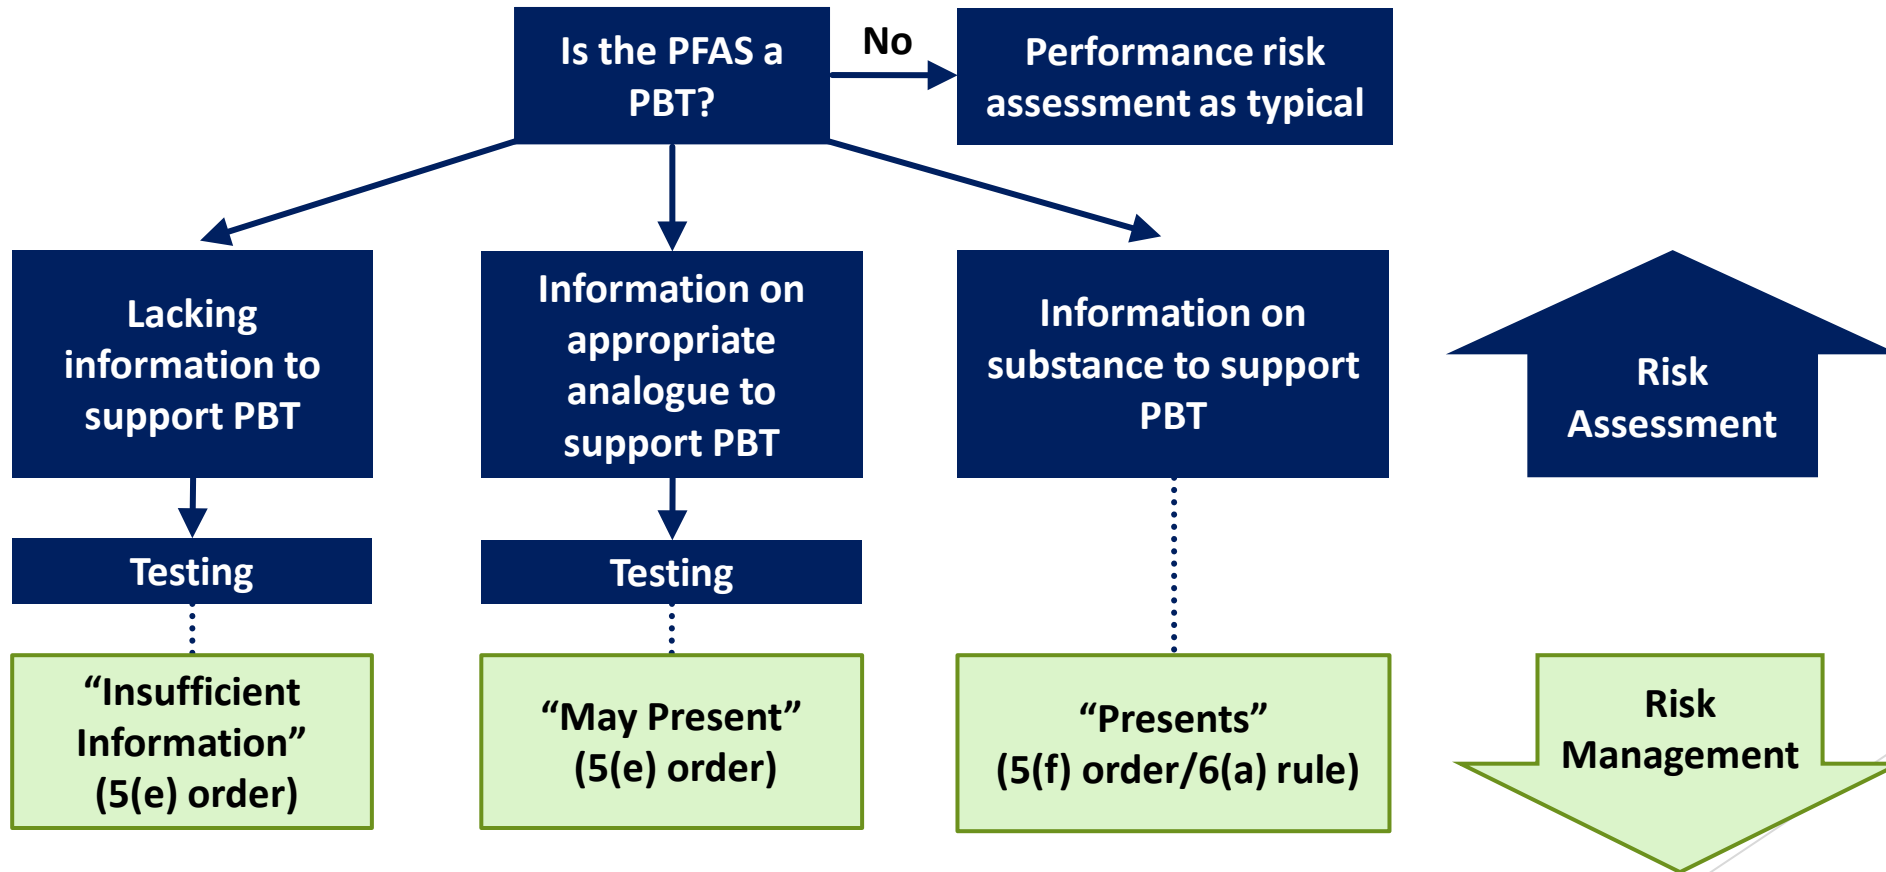 Is the PFAS a
PBT?
No
Performance risk
assessment as typical
Lacking
information to
support PBT
Information on
appropriate
analogue to
support PBT
Information on
substance to support
PBT
Risk
Assessment
Testing
Testing
“Insufficient
Information”
(5(e) order)
“May Present”
(5(e) order)
“Presents”
(5(f) order/6(a) rule)
Risk
Management